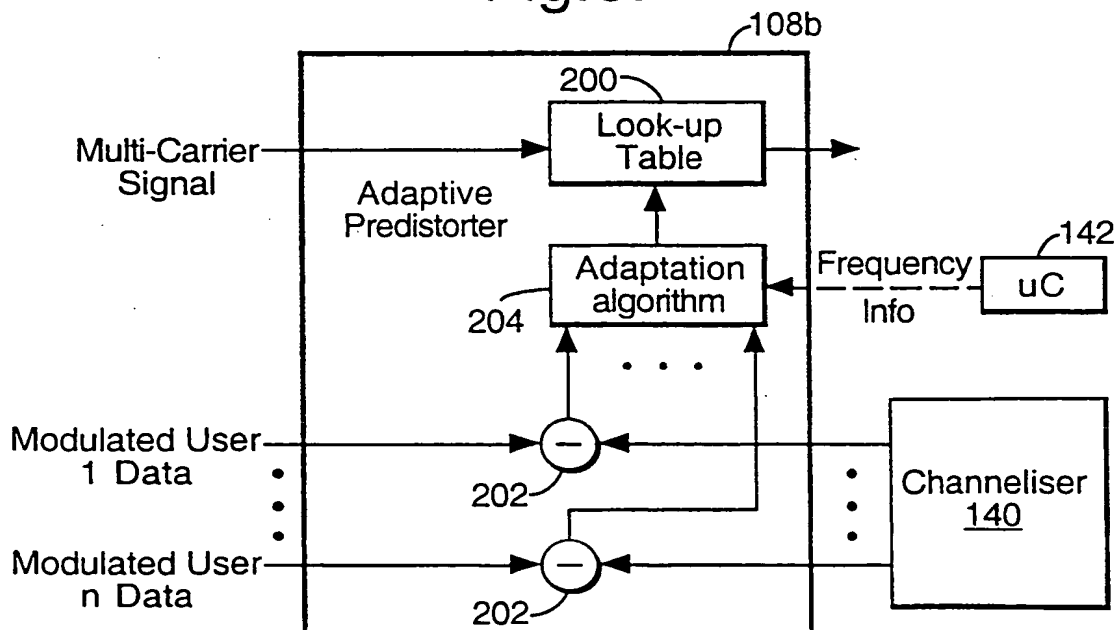 108b
200
Look-up
Table
Multi-Carrier
Signal
Adaptive
Predistorter
142
Adaptation
algorithm
Frequency
Info
uC
204
Modulated User
1 Data
202
Channeliser
140
Modulated User
n Data
202